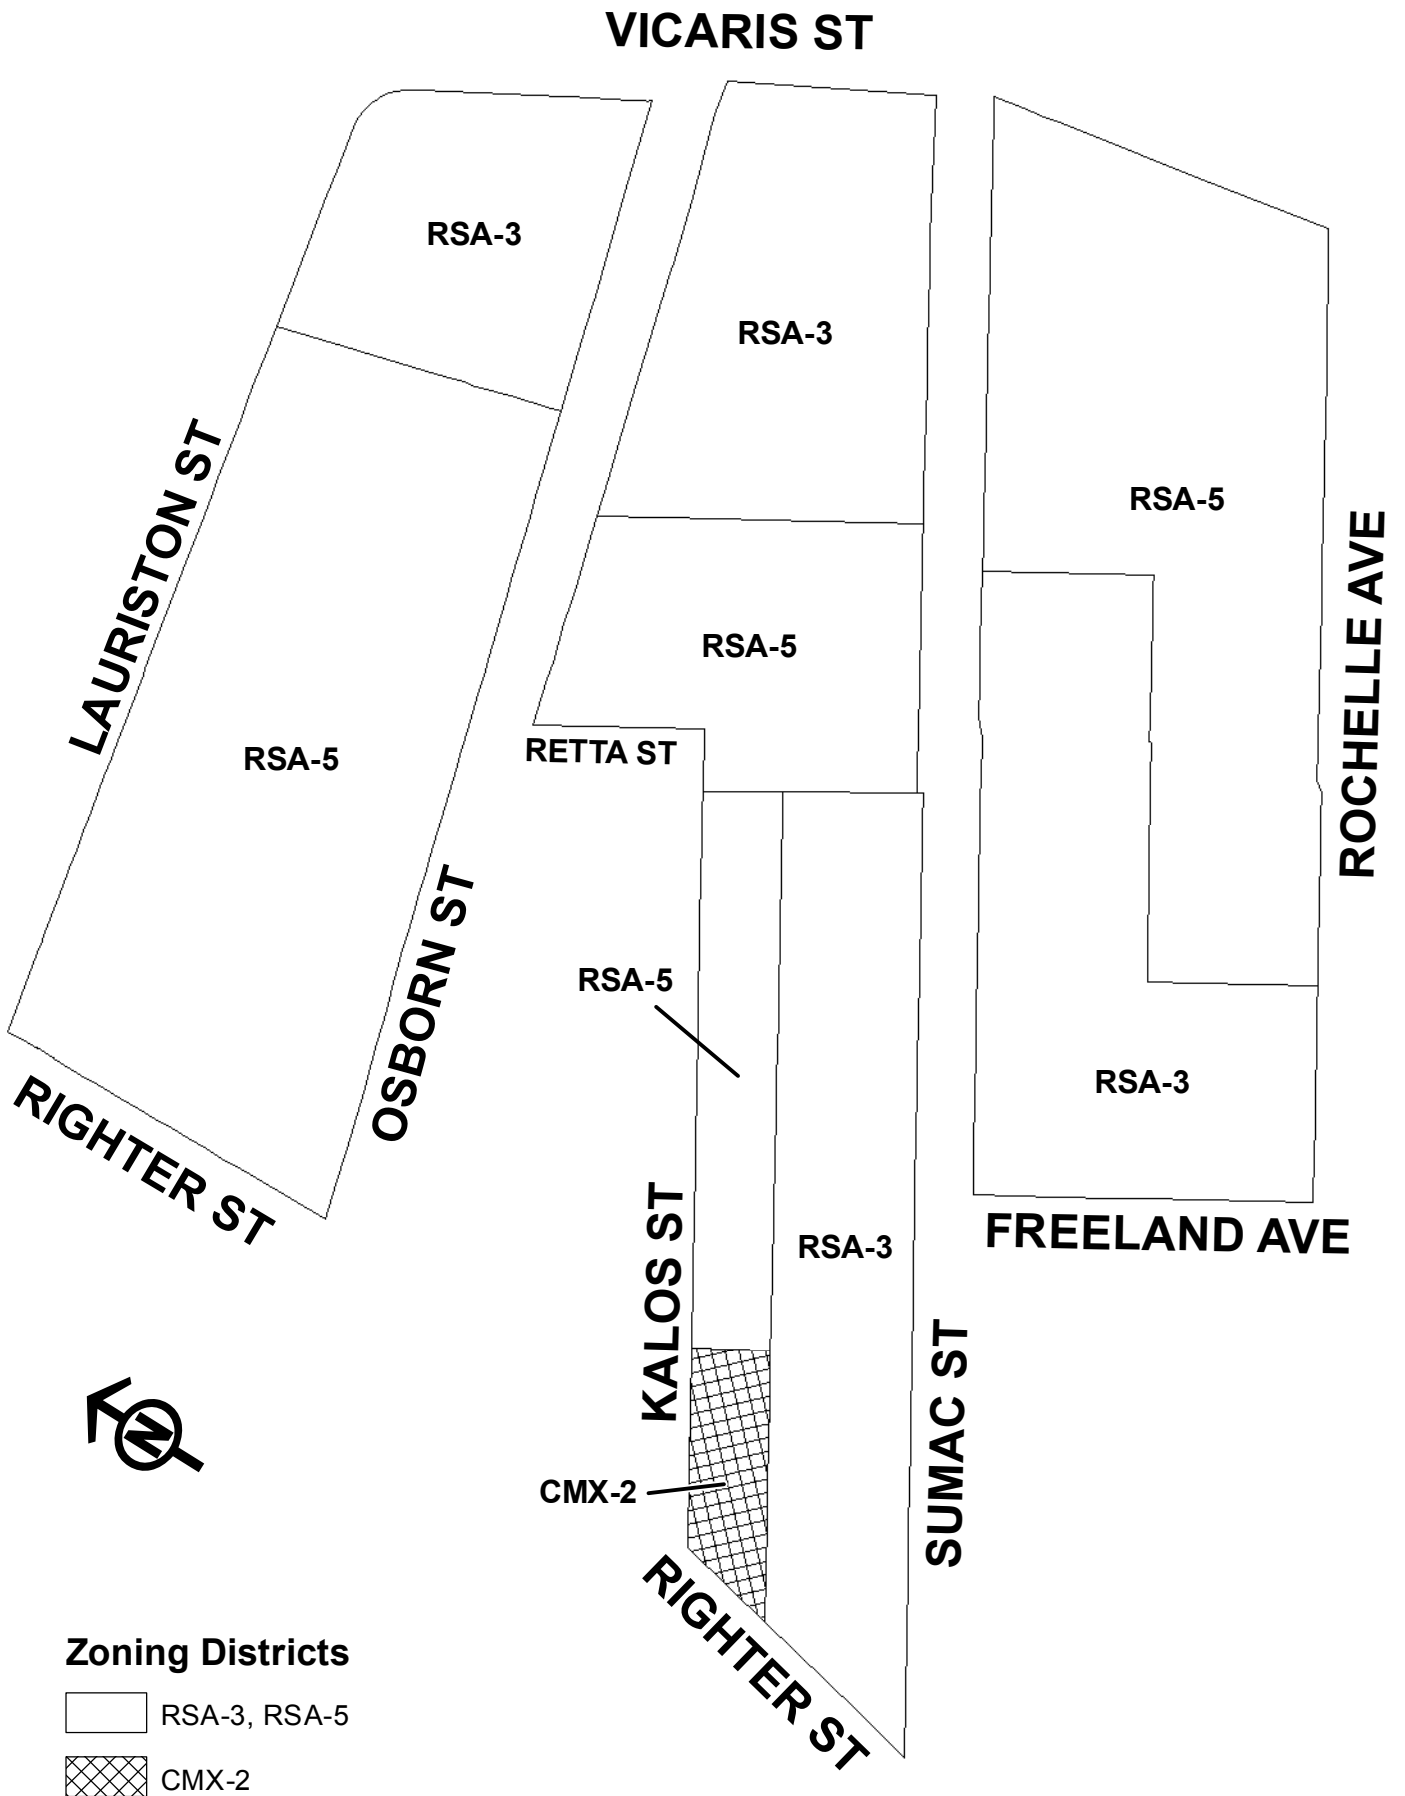 VICARIS ST
RSA-3
RSA-3
LAURISTON ST
RSA-5
ROCHELLE AVE
RSA-5
RETTA ST
RSA-5
OSBORN ST
RSA-5
RIGHTER ST
RSA-3
KALOS ST
RSA-3
FREELAND AVE
SUMAC ST
N
CMX-2
RIGHTER ST
Zoning Districts
RSA-3, RSA-5
CMX-2